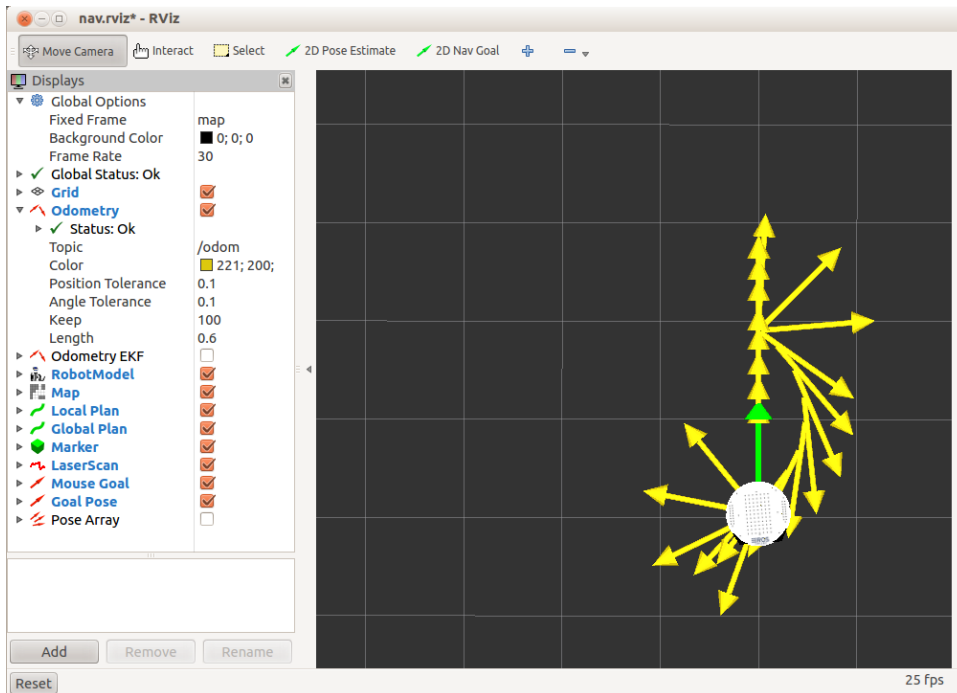 nav.rviz* - RViz
Move Camera Interact Select 2D Pose Estimate 2D Nav Goal
Displays
Global Options
Fixed Frame map
Background Color 0; 0; 0
Frame Rate 30
Global Status: Ok
Grid
Odometry
Status: Ok
Topic /odom
Color 221; 200;
Position Tolerance 0.1
Angle Tolerance 0.1
Keep 100
Length 0.6
Odometry EKF
RobotModel
Map
Local Plan
Global Plan
Marker
LaserScan
Mouse Goal
Goal Pose
Pose Array
Add Remove Rename
Reset 25 fps